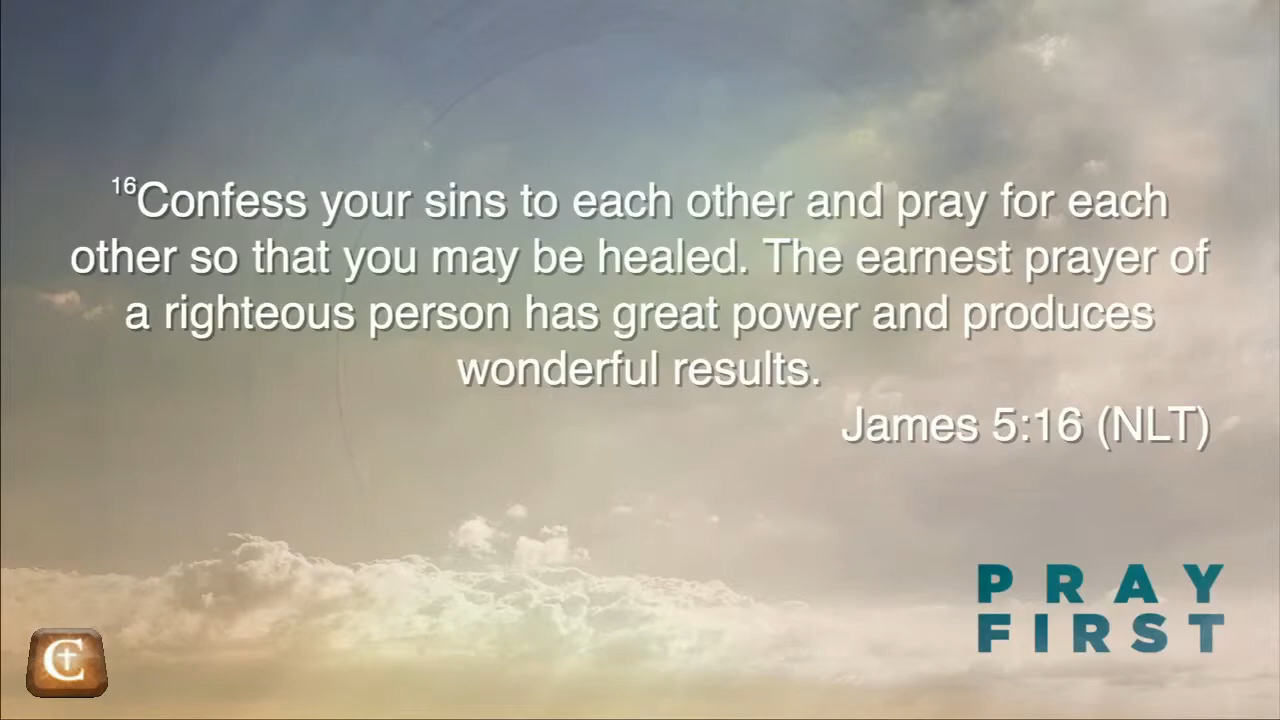 16Confess your sins to each other and pray for each
other so that you may be healed. The earnest prayer of
a righteous person has great power and produces
wonderful results.
James 5:16 (NLT)
PRAY
FIRST
C